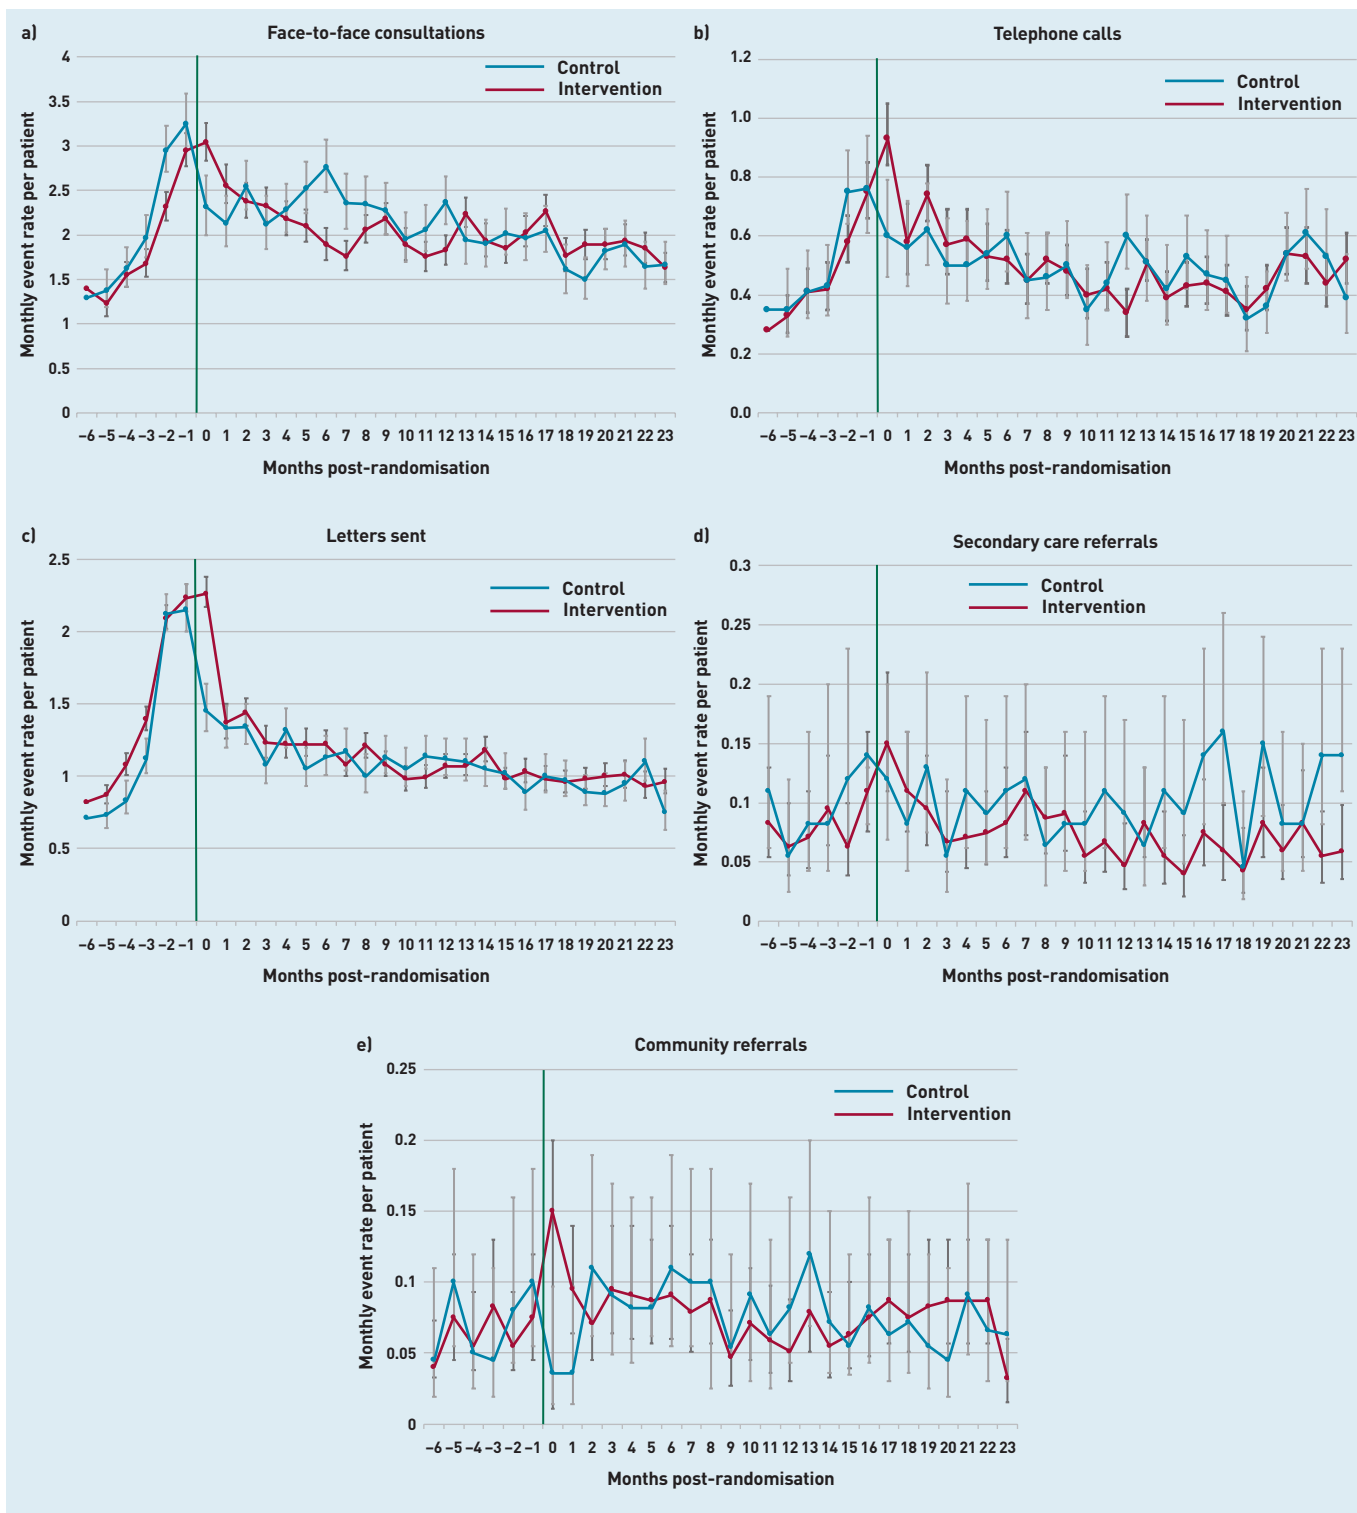 a)
Face-to-face consultations
Control
Intervention
Monthly event rate per patient
4
3.5
3
2.5
2
1.5
1
0.5
0
−6 −5 −4 −3 −2 −1 0 1 2 3 4 5 6 7 8 9 10 11 12 13 14 15 16 17 18 19 20 21 22 23
Months post-randomisation
b)
Telephone calls
Control
Intervention
Monthly event rate per patient
1.2
1.0
0.8
0.6
0.4
0.2
0.0
−6 −5 −4 −3 −2 −1 0 1 2 3 4 5 6 7 8 9 10 11 12 13 14 15 16 17 18 19 20 21 22 23
Months post-randomisation
c)
Letters sent
Control
Intervention
Monthly event rate per patient
2.5
2
1.5
1
0.5
0
−6 −5 −4 −3 −2 −1 0 1 2 3 4 5 6 7 8 9 10 11 12 13 14 15 16 17 18 19 20 21 22 23
Months post-randomisation
d)
Secondary care referrals
Control
Intervention
Monthly event rate per patient
0.3
0.25
0.2
0.15
0.1
0.05
0
−6 −5 −4 −3 −2 −1 0 1 2 3 4 5 6 7 8 9 10 11 12 13 14 15 16 17 18 19 20 21 22 23
Months post-randomisation
e)
Community referrals
Control
Intervention
Monthly event rate per patient
0.25
0.2
0.15
0.1
0.05
0
−6 −5 −4 −3 −2 −1 0 1 2 3 4 5 6 7 8 9 10 11 12 13 14 15 16 17 18 19 20 21 22 23
Months post-randomisation